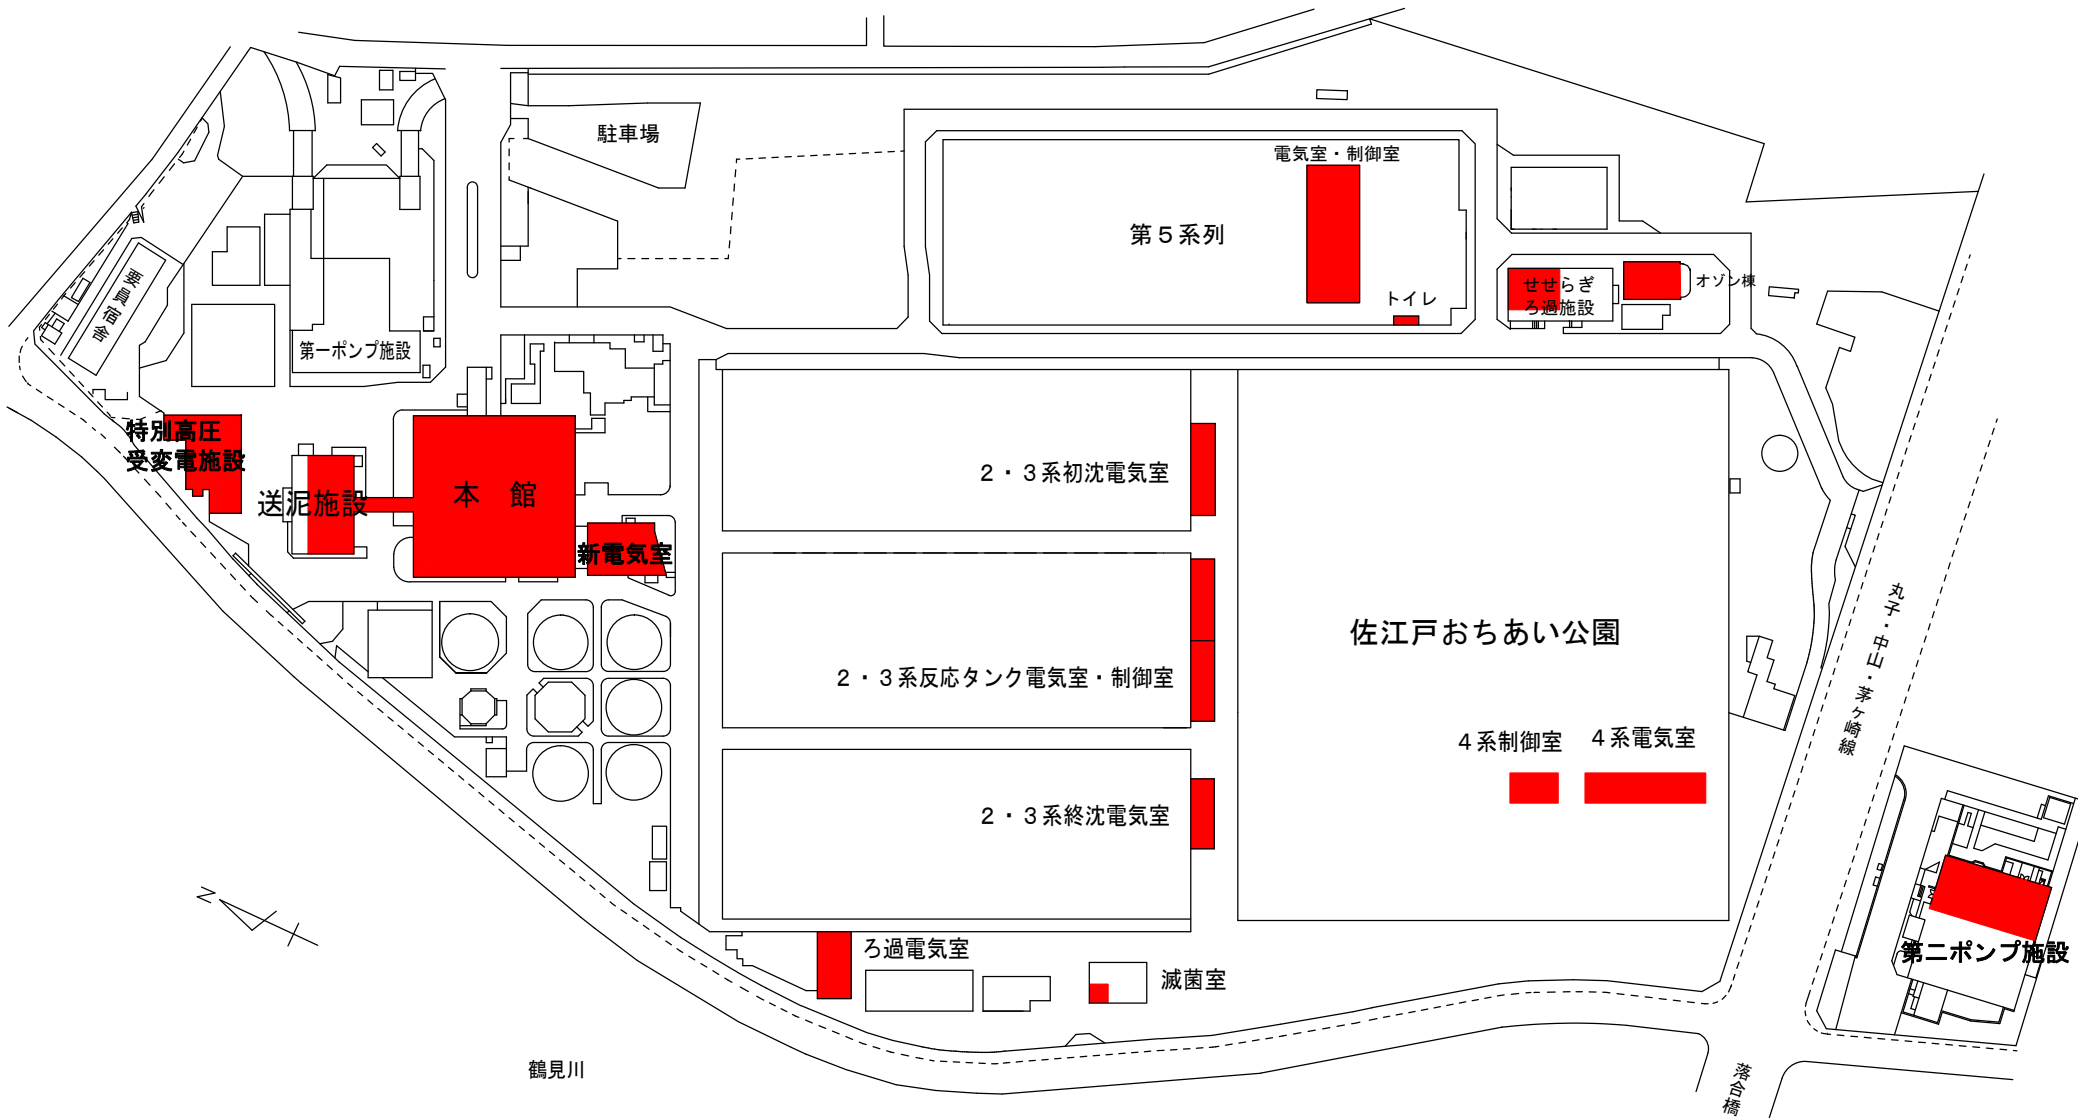 駐車場
電気室・制御室
第５系列
トイレ
せせらぎ
ろ過施設
オゾン棟
要員宿舎
第一ポンプ施設
特別高圧
受変電施設
送泥施設
本　館
新電気室
２・３系初沈電気室
２・３系反応タンク電気室・制御室
２・３系終沈電気室
佐江戸おちあい公園
４系制御室
４系電気室
丸子・中山・茅ヶ崎線
ろ過電気室
滅菌室
第二ポンプ施設
鶴見川
落合橋
N